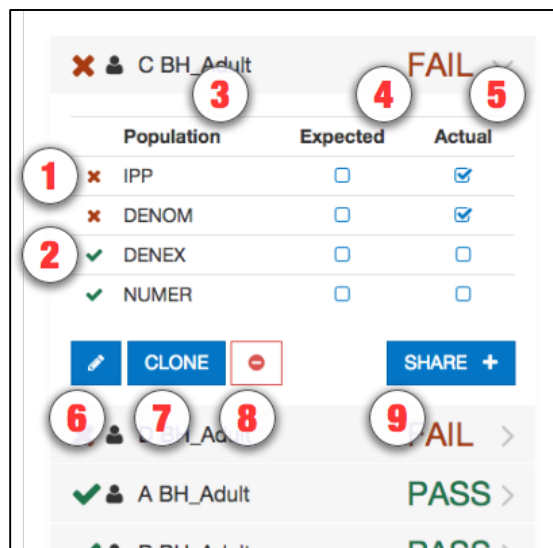 C BH_Adult FAIL
3 4 5
Population Expected Actual
1 IPP
DENOM
2 DENEX
NUMER
CLONE SHARE +
6 7 8 9
D BH_Adult FAIL
A BH_Adult PASS